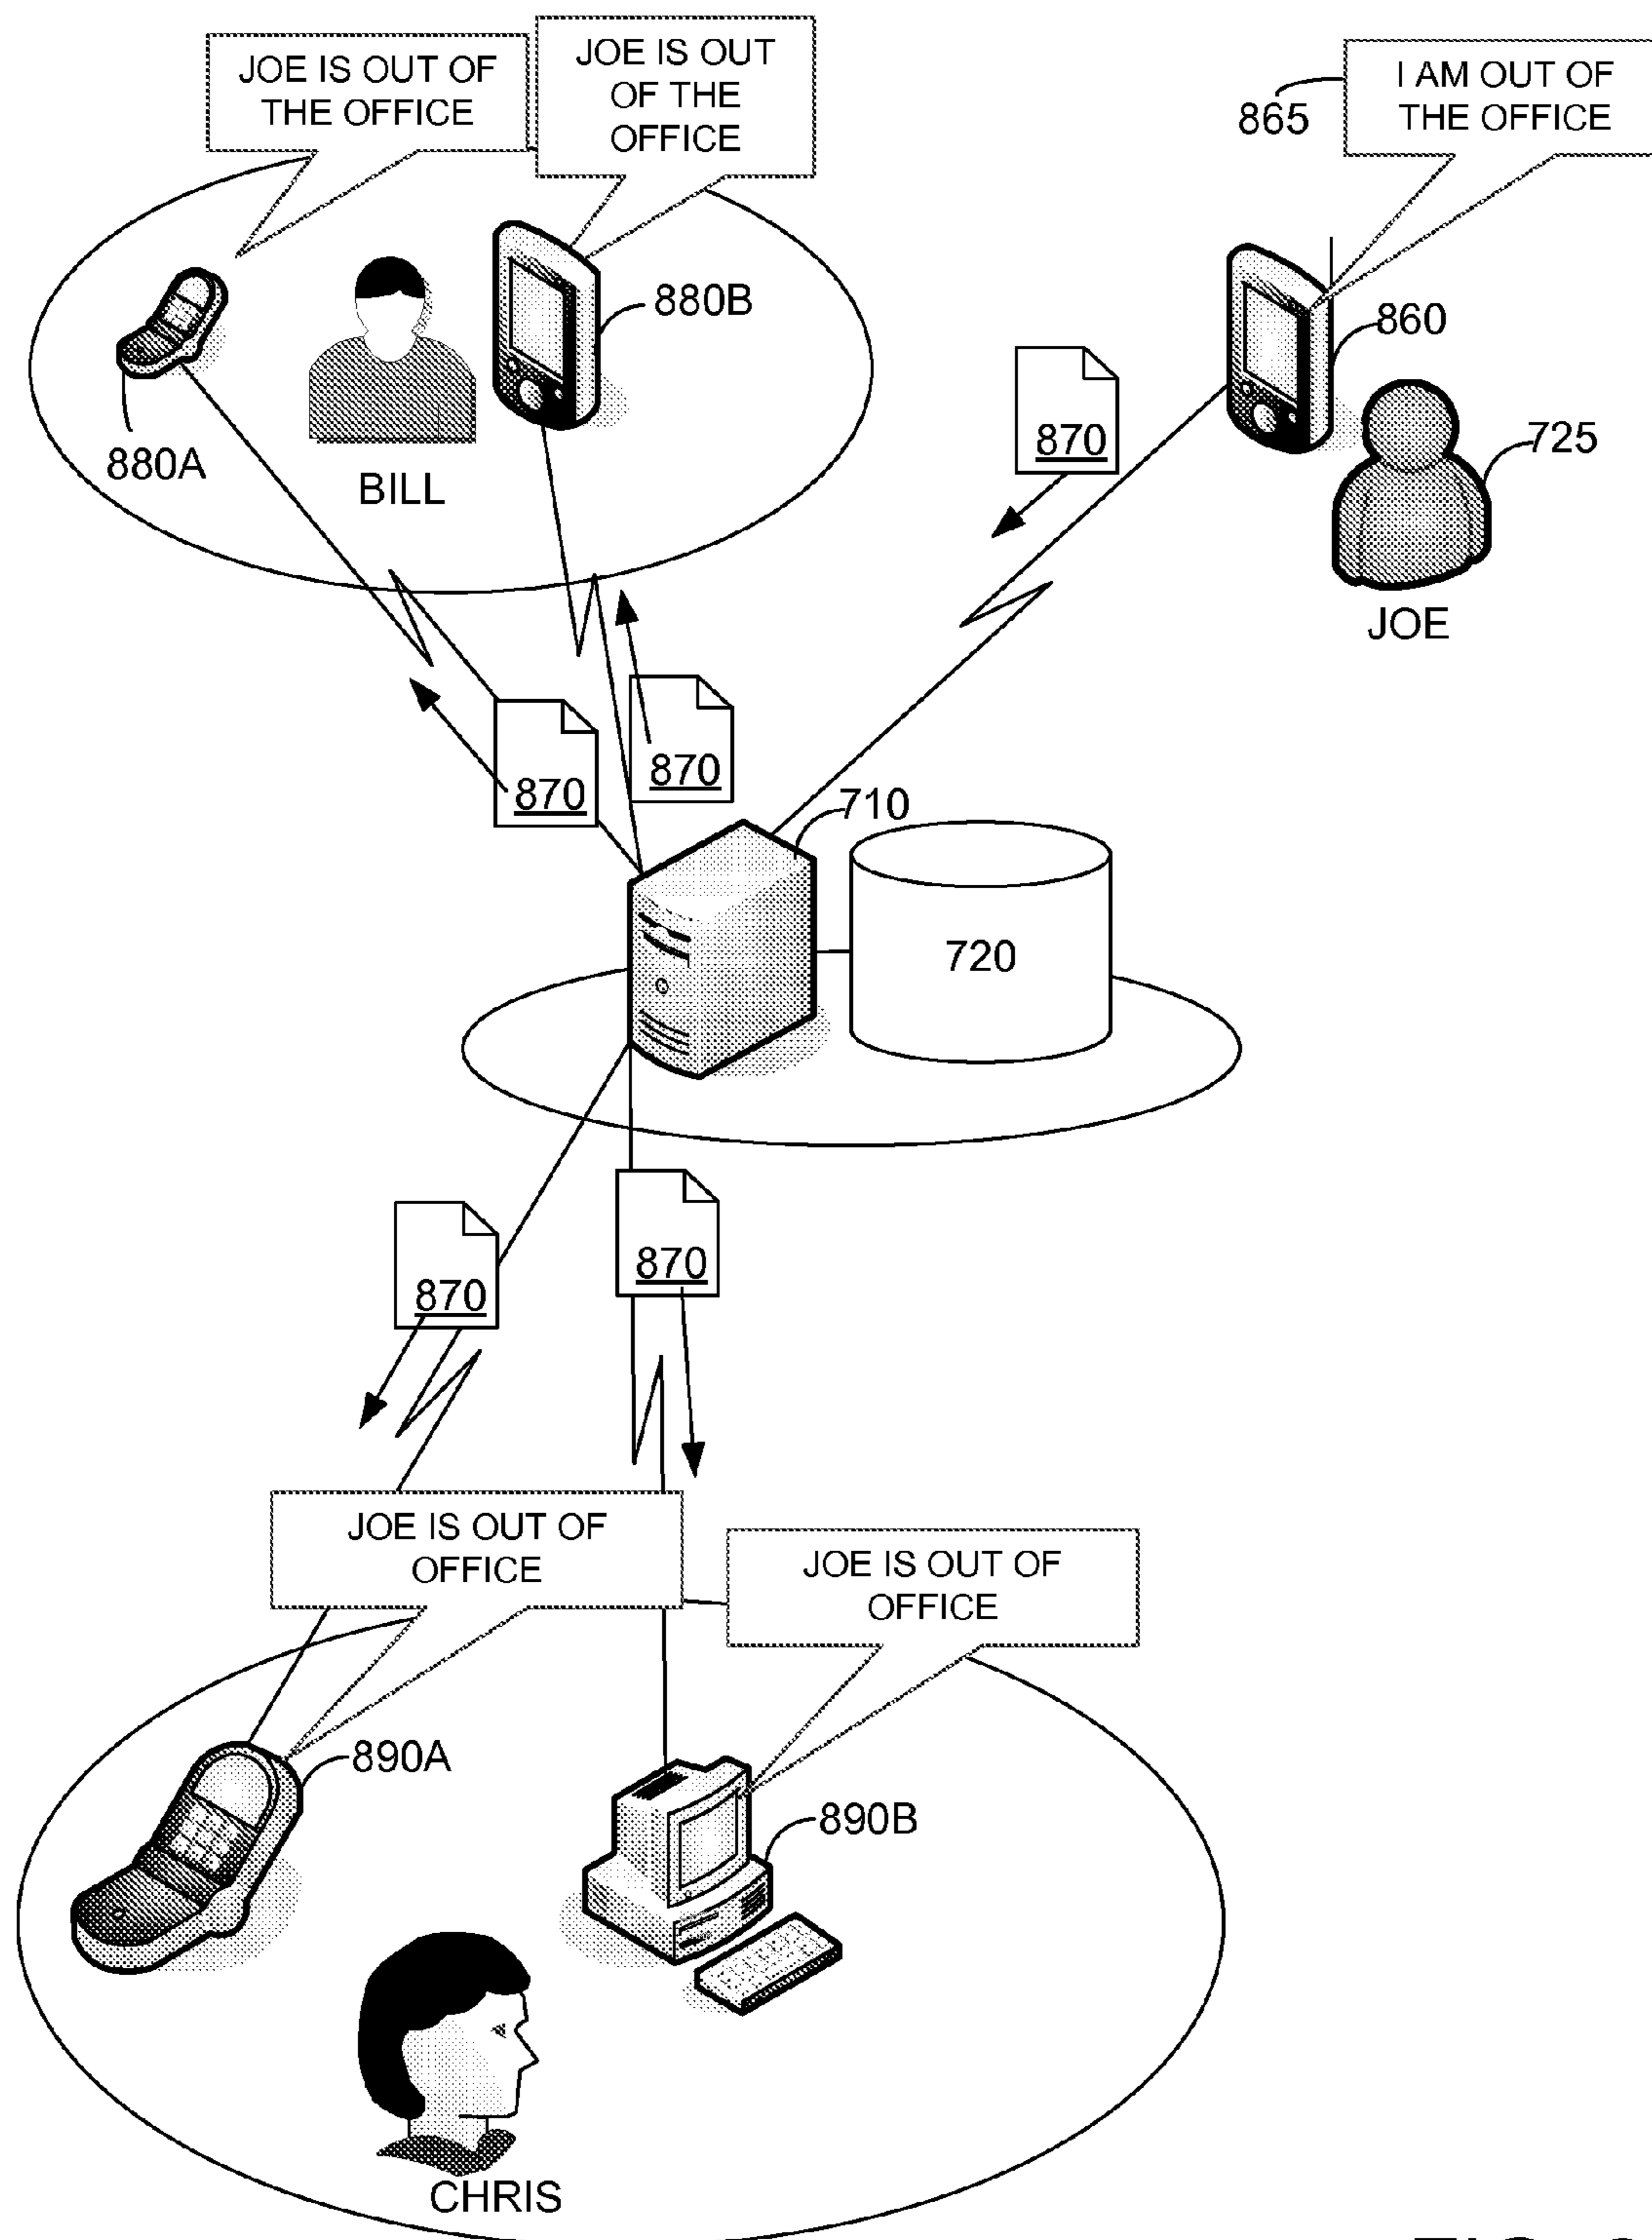 JOE IS OUT OF
THE OFFICE
JOE IS OUT
OF THE
OFFICE
865
I AM OUT OF
THE OFFICE
880B
860
870
725
880A
BILL
JOE
870
870
710
720
870
870
JOE IS OUT OF
OFFICE
JOE IS OUT OF
OFFICE
890A
890B
CHRIS